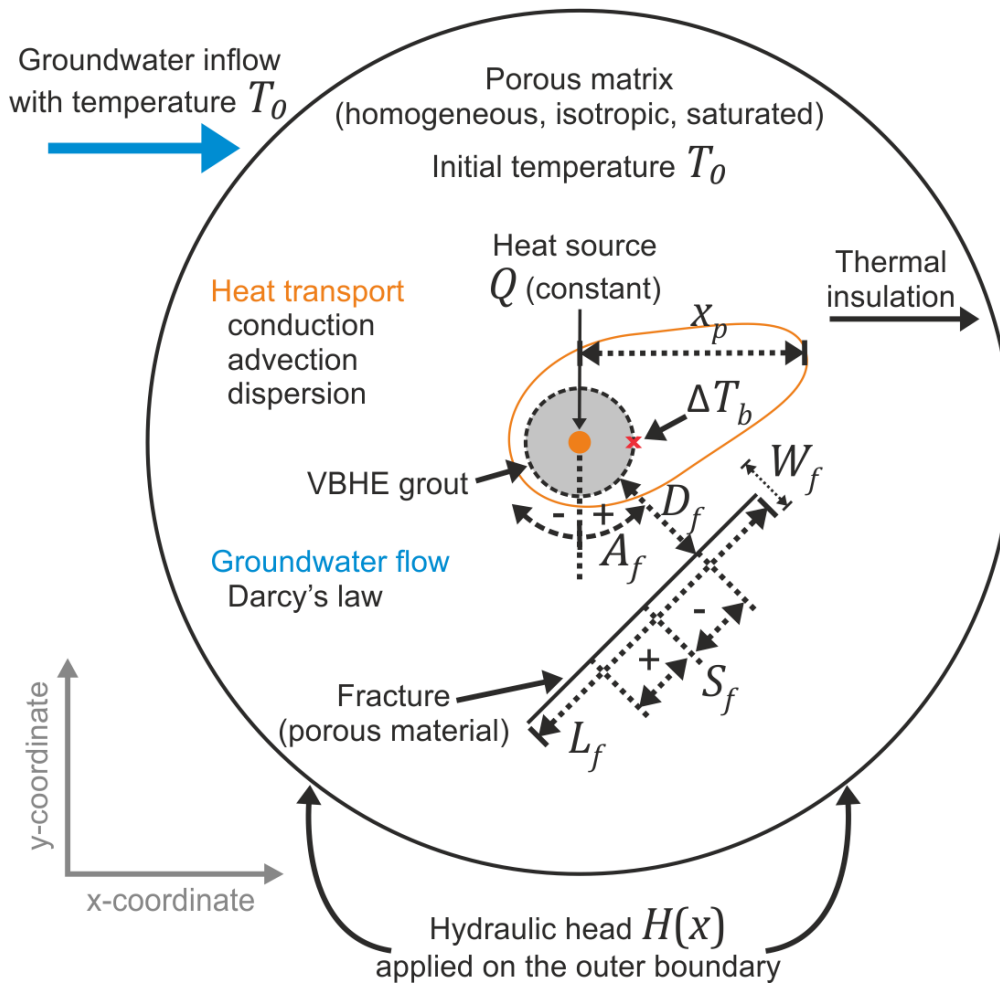 Groundwater inflow
with temperature T0
Porous matrix
(homogeneous, isotropic, saturated)
Initial temperature T0
Heat source
Q (constant)
Thermal
insulation
Heat transport
conduction
advection
dispersion
xp
ΔTb
VBHE grout
Wf
Df
- +
Af
Groundwater flow
Darcy's law
-
+
Sf
Fracture
(porous material)
Lf
y-coordinate
x-coordinate
Hydraulic head H(x)
applied on the outer boundary